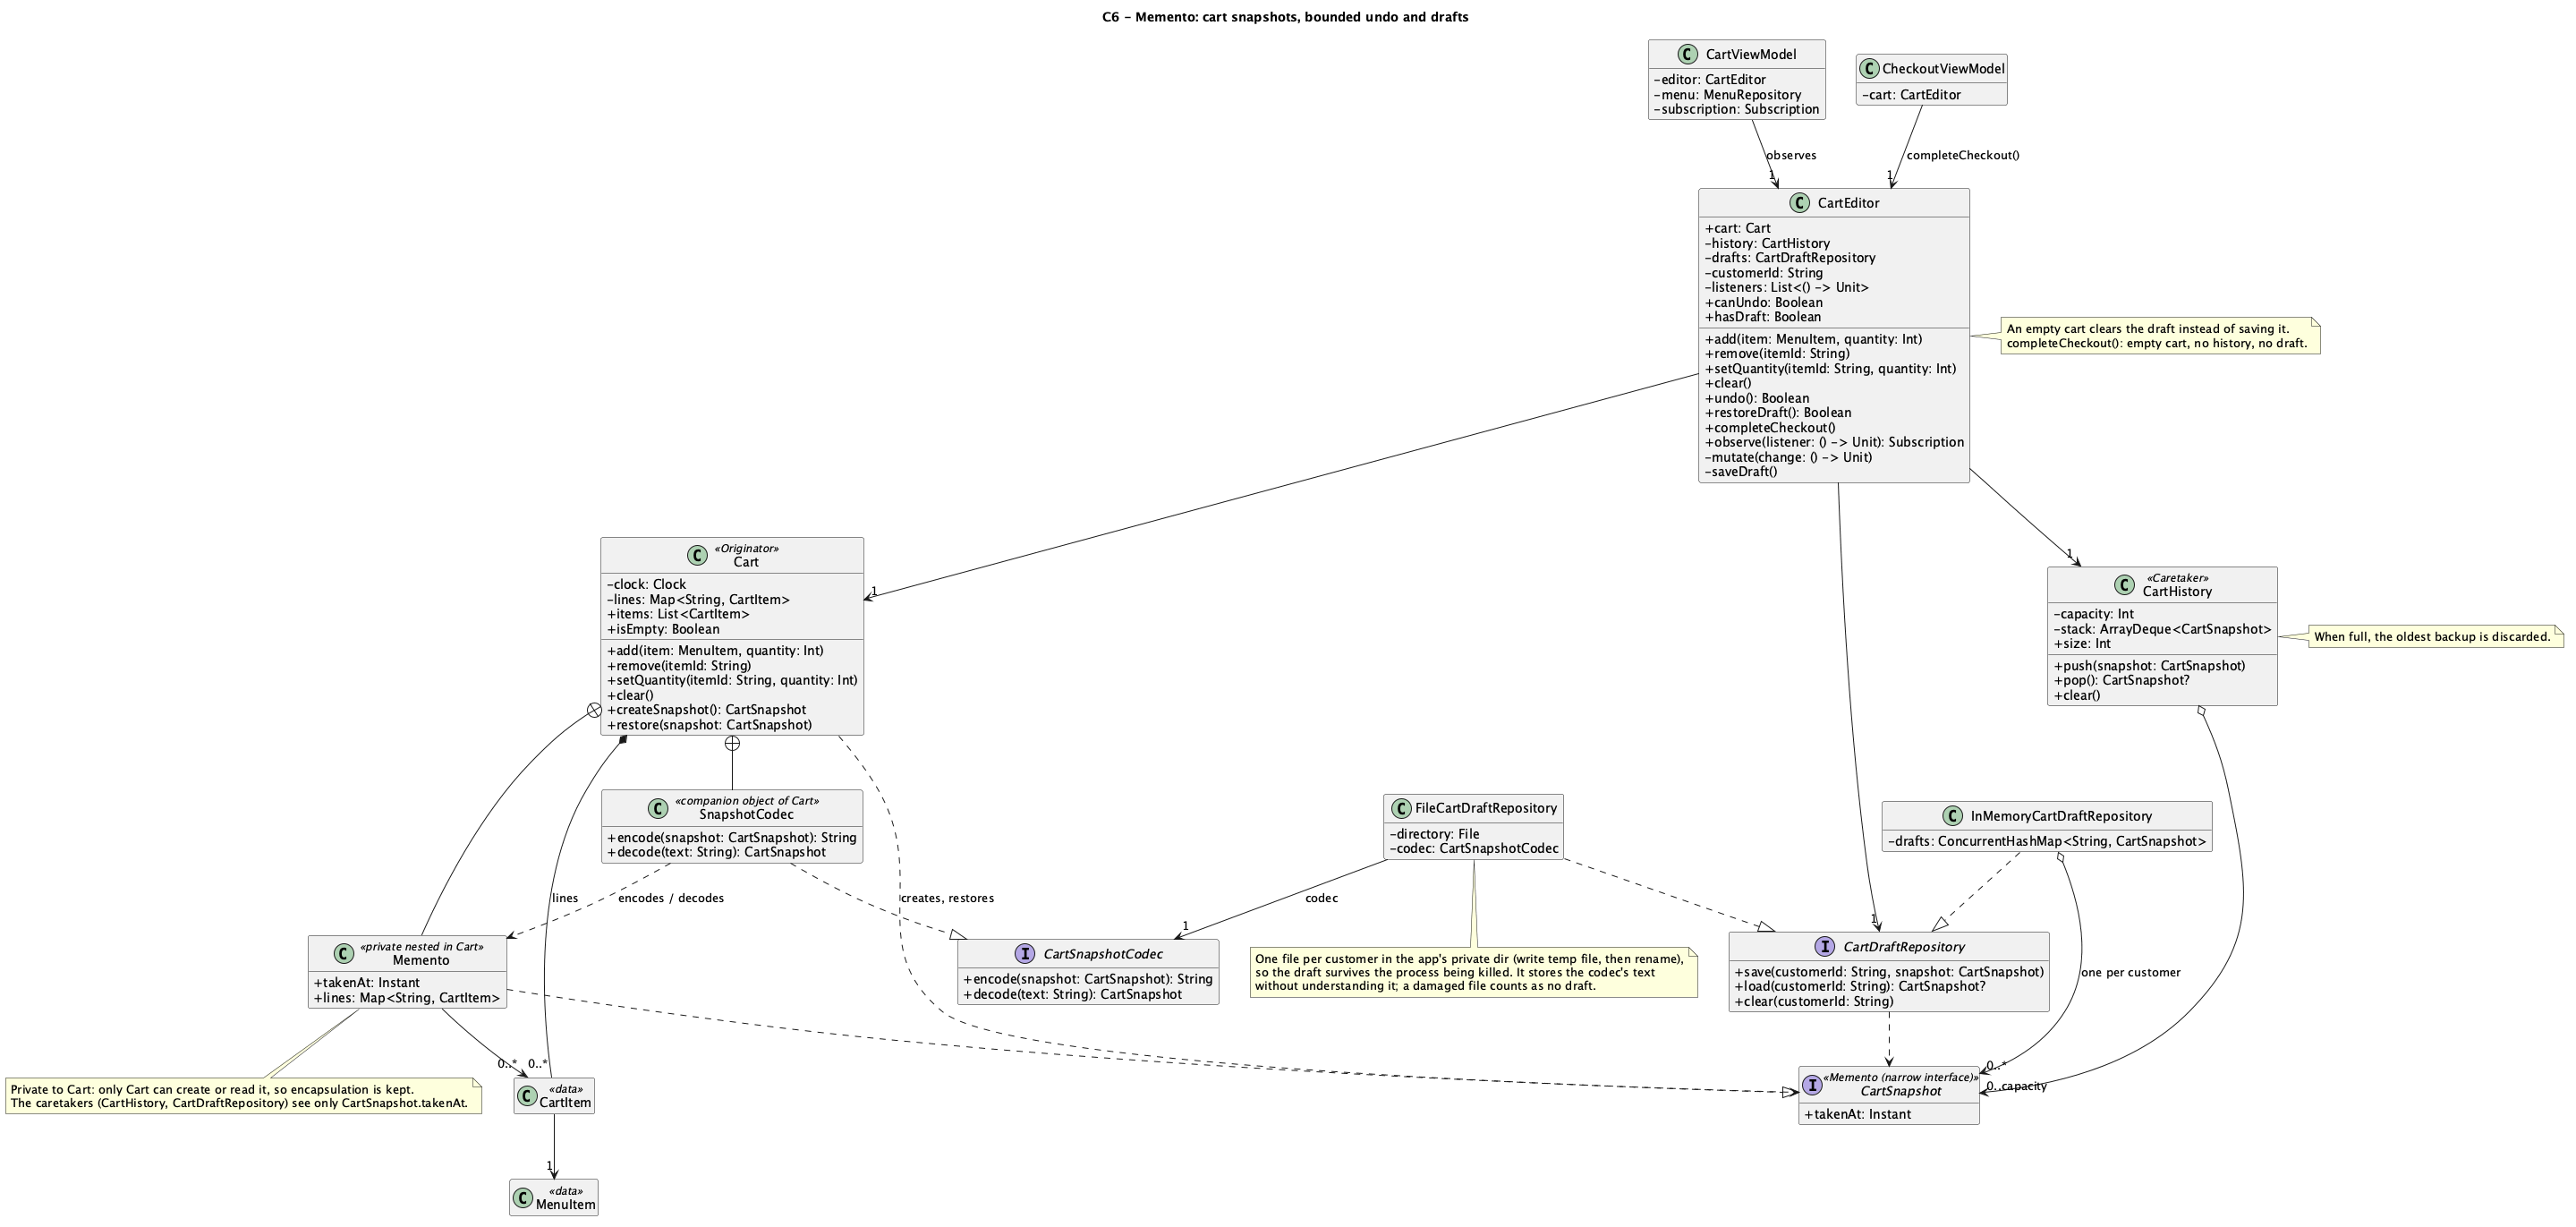 C6 – Memento: cart snapshots, bounded undo and drafts
C CartViewModel
–editor: CartEditor
–menu: MenuRepository
–subscription: Subscription
C CheckoutViewModel
–cart: CartEditor
observes
1
completeCheckout()
1
C CartEditor
+cart: Cart
–history: CartHistory
–drafts: CartDraftRepository
–customerId: String
–listeners: List<() –> Unit>
+canUndo: Boolean
+hasDraft: Boolean
+add(item: MenuItem, quantity: Int)
+remove(itemId: String)
+setQuantity(itemId: String, quantity: Int)
+clear()
+undo(): Boolean
+restoreDraft(): Boolean
+completeCheckout()
+observe(listener: () –> Unit): Subscription
–mutate(change: () –> Unit)
–saveDraft()
An empty cart clears the draft instead of saving it.
completeCheckout(): empty cart, no history, no draft.
«Originator»
C Cart
–clock: Clock
–lines: Map<String, CartItem>
+items: List<CartItem>
+isEmpty: Boolean
+add(item: MenuItem, quantity: Int)
+remove(itemId: String)
+setQuantity(itemId: String, quantity: Int)
+clear()
+createSnapshot(): CartSnapshot
+restore(snapshot: CartSnapshot)
1
1
«Caretaker»
C CartHistory
–capacity: Int
–stack: ArrayDeque<CartSnapshot>
+size: Int
+push(snapshot: CartSnapshot)
+pop(): CartSnapshot?
+clear()
When full, the oldest backup is discarded.
«companion object of Cart»
C SnapshotCodec
+encode(snapshot: CartSnapshot): String
+decode(text: String): CartSnapshot
C FileCartDraftRepository
–directory: File
–codec: CartSnapshotCodec
C InMemoryCartDraftRepository
–drafts: ConcurrentHashMap<String, CartSnapshot>
lines
encodes / decodes
creates, restores
codec
1
1
«private nested in Cart»
C Memento
+takenAt: Instant
+lines: Map<String, CartItem>
I CartSnapshotCodec
+encode(snapshot: CartSnapshot): String
+decode(text: String): CartSnapshot
One file per customer in the app's private dir (write temp file, then rename),
so the draft survives the process being killed. It stores the codec's text
without understanding it; a damaged file counts as no draft.
I CartDraftRepository
+save(customerId: String, snapshot: CartSnapshot)
+load(customerId: String): CartSnapshot?
+clear(customerId: String)
one per customer
0..*
0..*
0..*
0..capacity
Private to Cart: only Cart can create or read it, so encapsulation is kept.
The caretakers (CartHistory, CartDraftRepository) see only CartSnapshot.takenAt.
«data»
C CartItem
«Memento (narrow interface)»
I CartSnapshot
+takenAt: Instant
1
«data»
C MenuItem